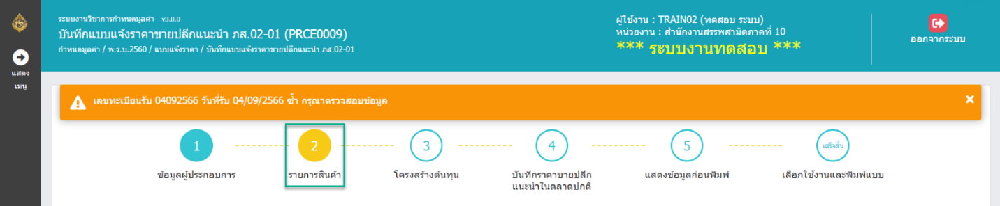 ระบบงานวิชาการกำหนดมูลค่า v3.0.0
บันทึกแบบแจ้งราคาขายปลีกแนะนำ ภส.02-01 (PRCE0009)
กำหนดมูลค่า / พ.ร.บ.2560 / แบบแจ้งราคา / บันทึกแบบแจ้งราคาขายปลีกแนะนำ ภส.02-01
ผู้ใช้งาน : TRAIN02 (ทดสอบ ระบบ)
หน่วยงาน : สำนักงานสรรพสามิตภาคที่ 10
*** ระบบงานทดสอบ ***
ออกจากระบบ
แสดง
เมนู
เลขทะเบียนรับ 04092566 วันที่รับ 04/09/2566 ซ้ำ กรุณาตรวจสอบข้อมูล
1
2
3
4
5
เสร็จสิ้น
ข้อมูลผู้ประกอบการ
รายการสินค้า
โครงสร้างต้นทุน
บันทึกราคาขายปลีก
แนะนำในตลาดปกติ
แสดงข้อมูลก่อนพิมพ์
เลือกใช้งานและพิมพ์แบบ